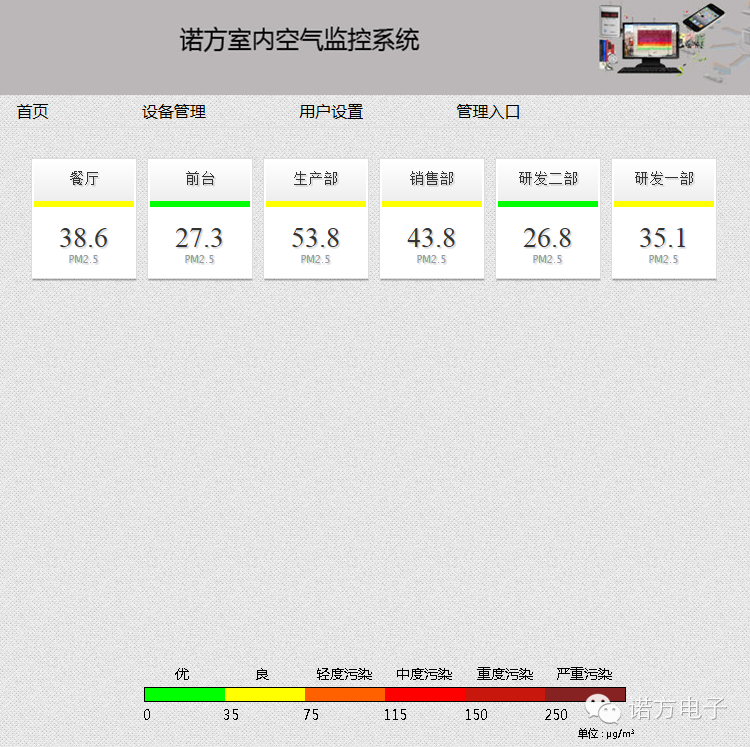 诺方室内空气监控系统
首页 设备管理 用户设置 管理入口
餐厅 前台 生产部 销售部 研发二部 研发一部
38.6 27.3 53.8 43.8 26.8 35.1
PM2.5 PM2.5 PM2.5 PM2.5 PM2.5 PM2.5
优 良 轻度污染 中度污染 重度污染 严重污染
0 35 75 115 150 250
诺方电子
单位：μg/m³